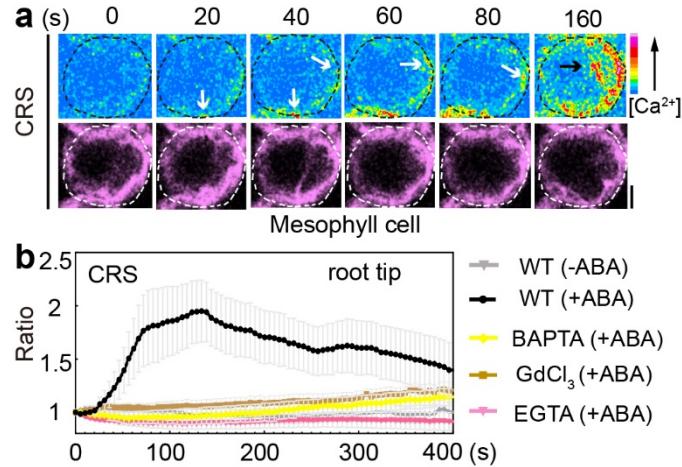 a (s) 0 20 40 60 80 160
CRS
[Ca²⁺]
Mesophyll cell
b
2.5
2
1.5
1
Ratio
CRS root tip
0 100 200 300 400 (s)
WT (-ABA)
WT (+ABA)
BAPTA (+ABA)
GdCl₃ (+ABA)
EGTA (+ABA)